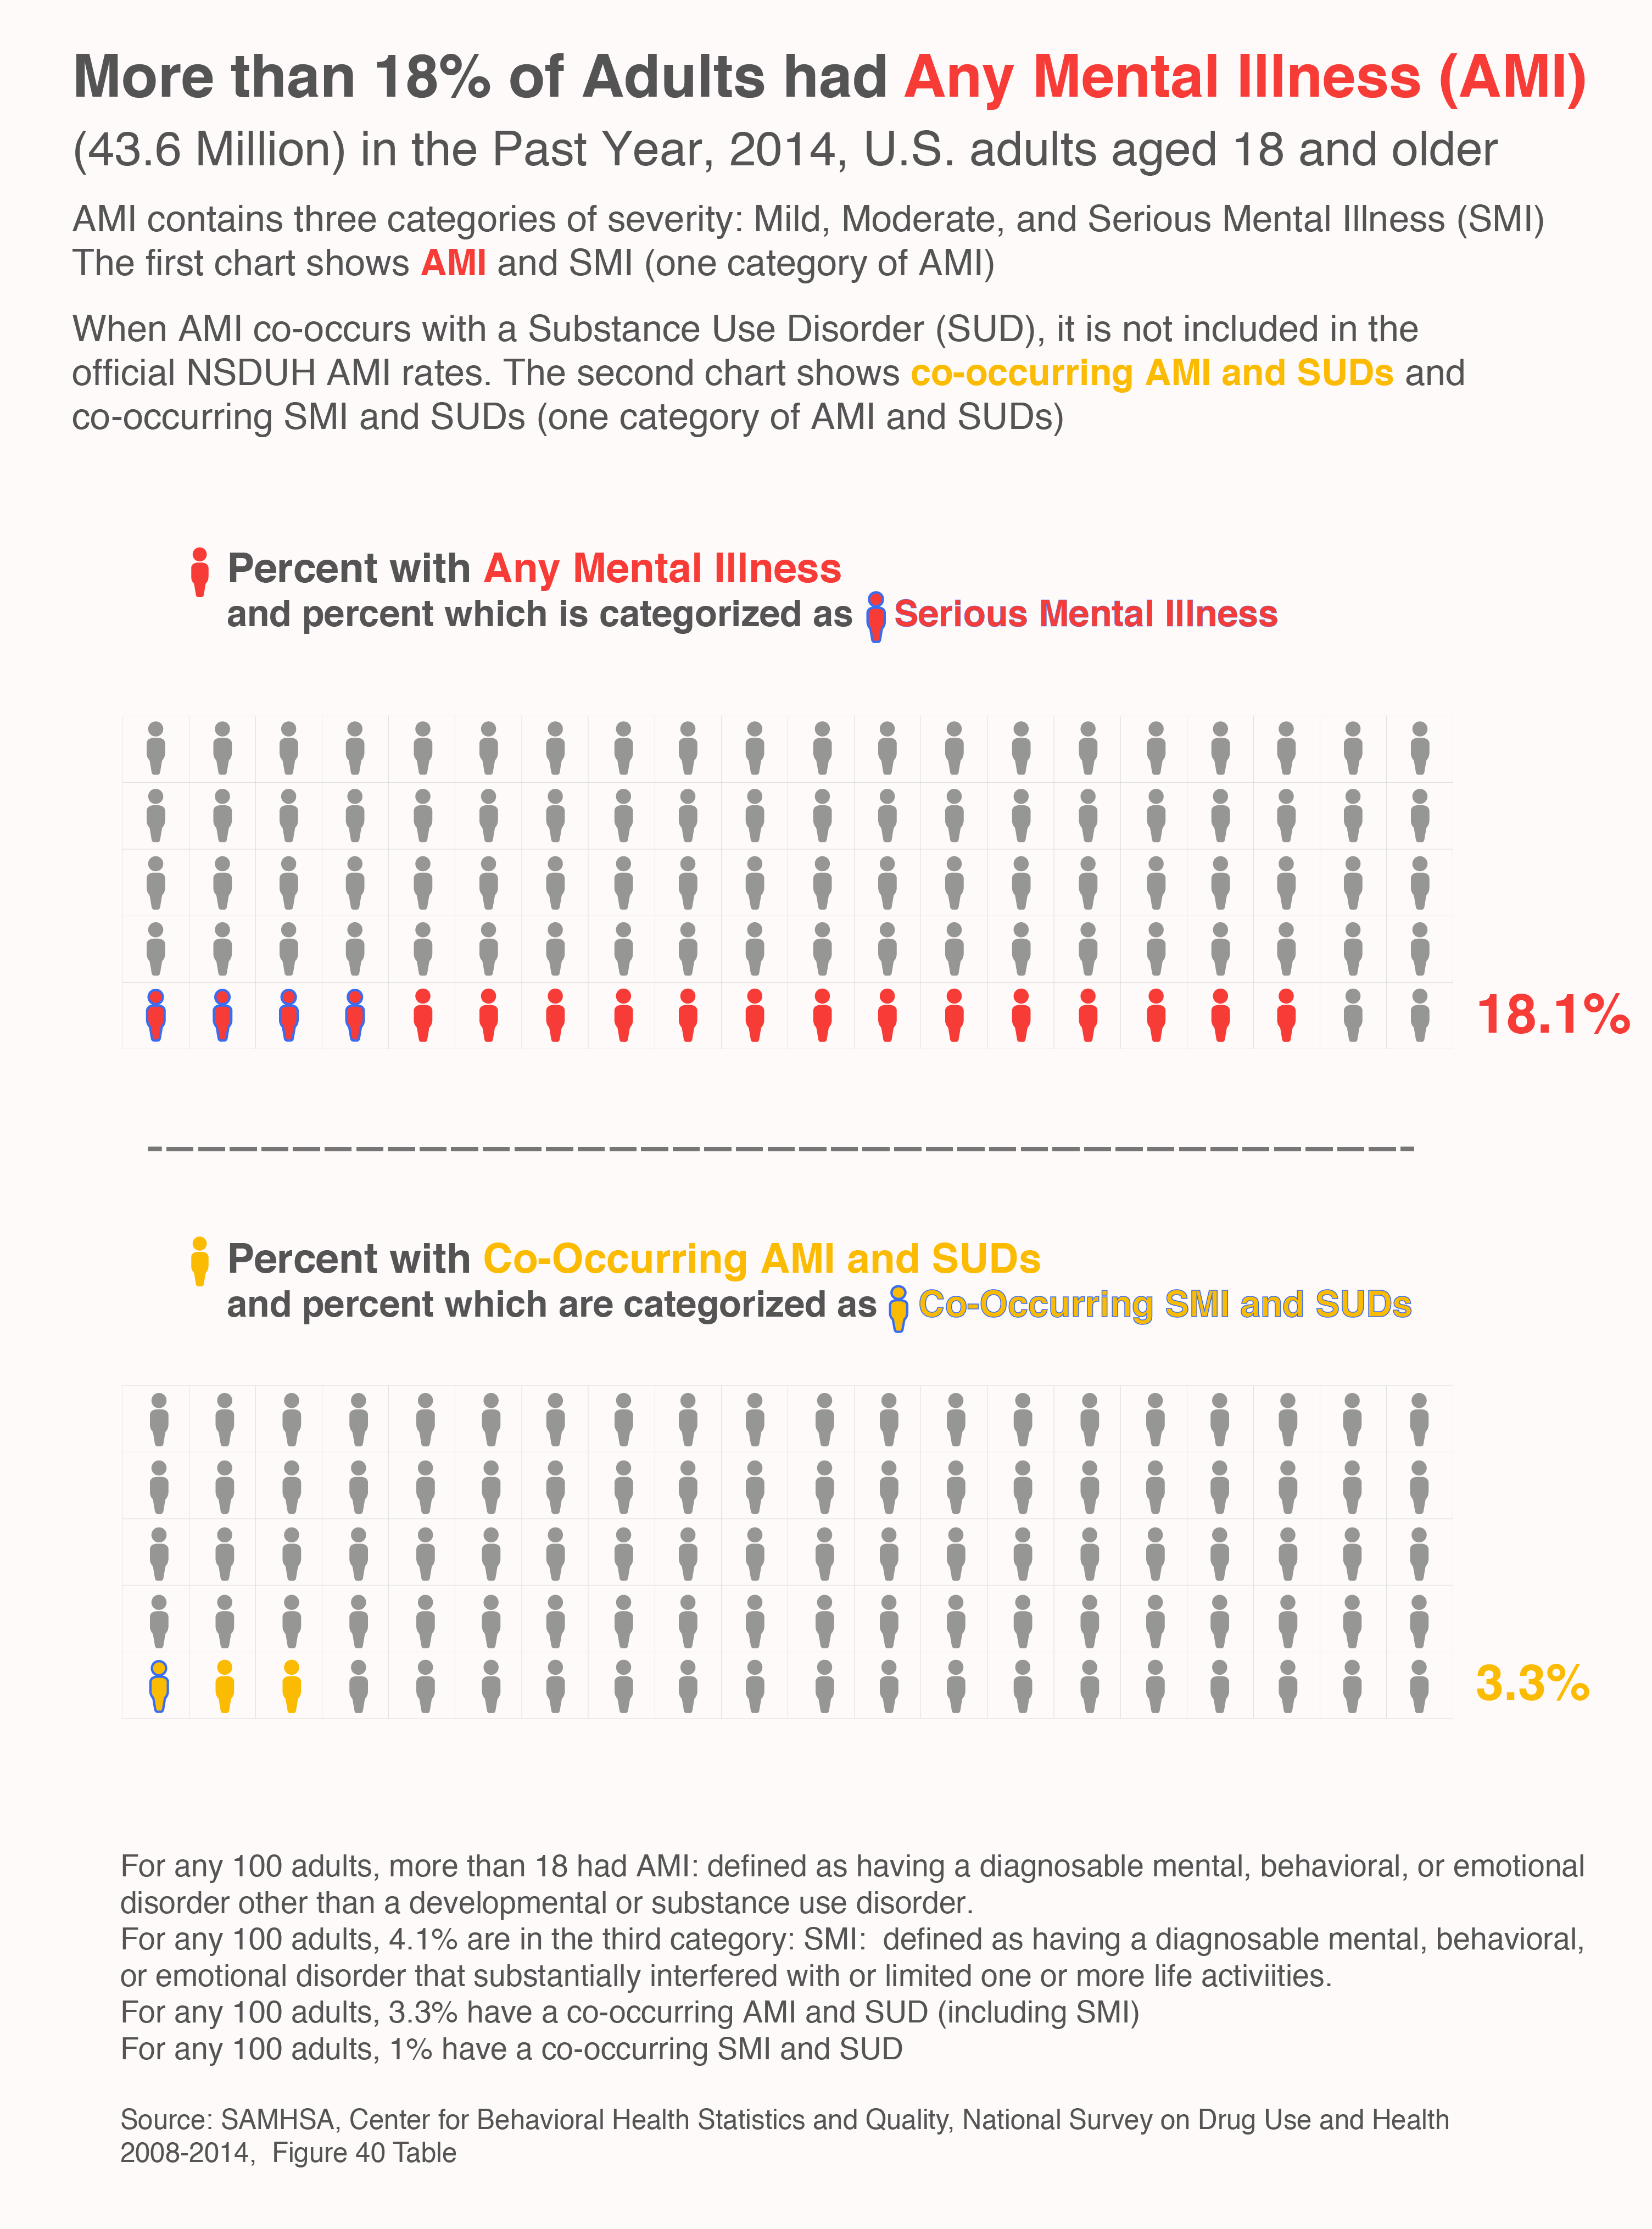 More than 18% of Adults had Any Mental Illness (AMI)
(43.6 Million) in the Past Year, 2014, U.S. adults aged 18 and older
AMI contains three categories of severity: Mild, Moderate, and Serious Mental Illness (SMI)
The first chart shows AMI and SMI (one category of AMI)
When AMI co-occurs with a Substance Use Disorder (SUD), it is not included in the
official NSDUH AMI rates. The second chart shows co-occurring AMI and SUDs and
co-occurring SMI and SUDs (one category of AMI and SUDs)
Percent with Any Mental Illness
and percent which is categorized as Serious Mental Illness
18.1%
Percent with Co-Occurring AMI and SUDs
and percent which are categorized as Co-Occurring SMI and SUDs
3.3%
For any 100 adults, more than 18 had AMI: defined as having a diagnosable mental, behavioral, or emotional
disorder other than a developmental or substance use disorder.
For any 100 adults, 4.1% are in the third category: SMI:  defined as having a diagnosable mental, behavioral,
or emotional disorder that substantially interfered with or limited one or more life activiities.
For any 100 adults, 3.3% have a co-occurring AMI and SUD (including SMI)
For any 100 adults, 1% have a co-occurring SMI and SUD
Source: SAMHSA, Center for Behavioral Health Statistics and Quality, National Survey on Drug Use and Health
2008-2014,  Figure 40 Table